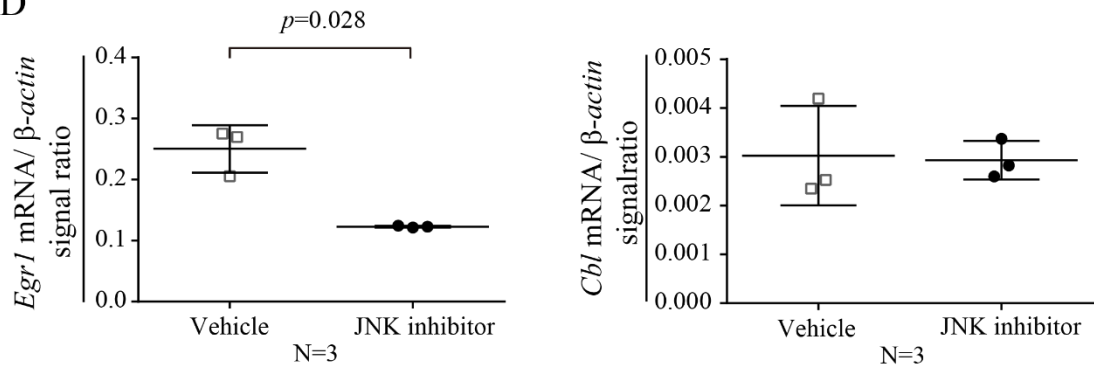 D
p=0.028
Egr1 mRNA/ β-actin
signal ratio
0.4
0.3
0.2
0.1
0.0
Vehicle
JNK inhibitor
N=3
Cbl mRNA/ β-actin
signalratio
0.005
0.004
0.003
0.002
0.001
0.000
Vehicle
JNK inhibitor
N=3